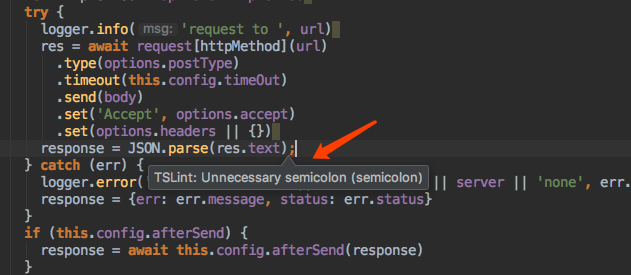 try {
logger.info( msg: 'request to ', url)
res = await request[httpMethod](url)
.type(options.postType)
.timeout(this.config.timeOut)
.send(body)
.set('Accept', options.accept)
.set(options.headers || {})
response = JSON.parse(res.text);
} catch (err) {
logger.error( || server || 'none', err.
TSLint: Unnecessary semicolon (semicolon)
response = {err: err.message, status: err.status}
}
if (this.config.afterSend) {
response = await this.config.afterSend(response)
}